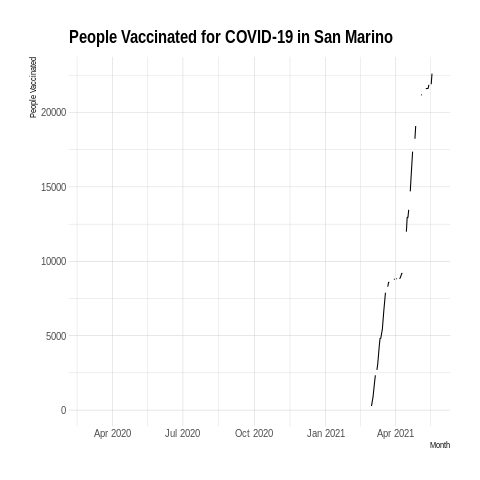 People Vaccinated for COVID-19 in San Marino
People Vaccinated
20000
15000
10000
5000
0
Apr 2020 Jul 2020 Oct 2020 Jan 2021 Apr 2021
Month